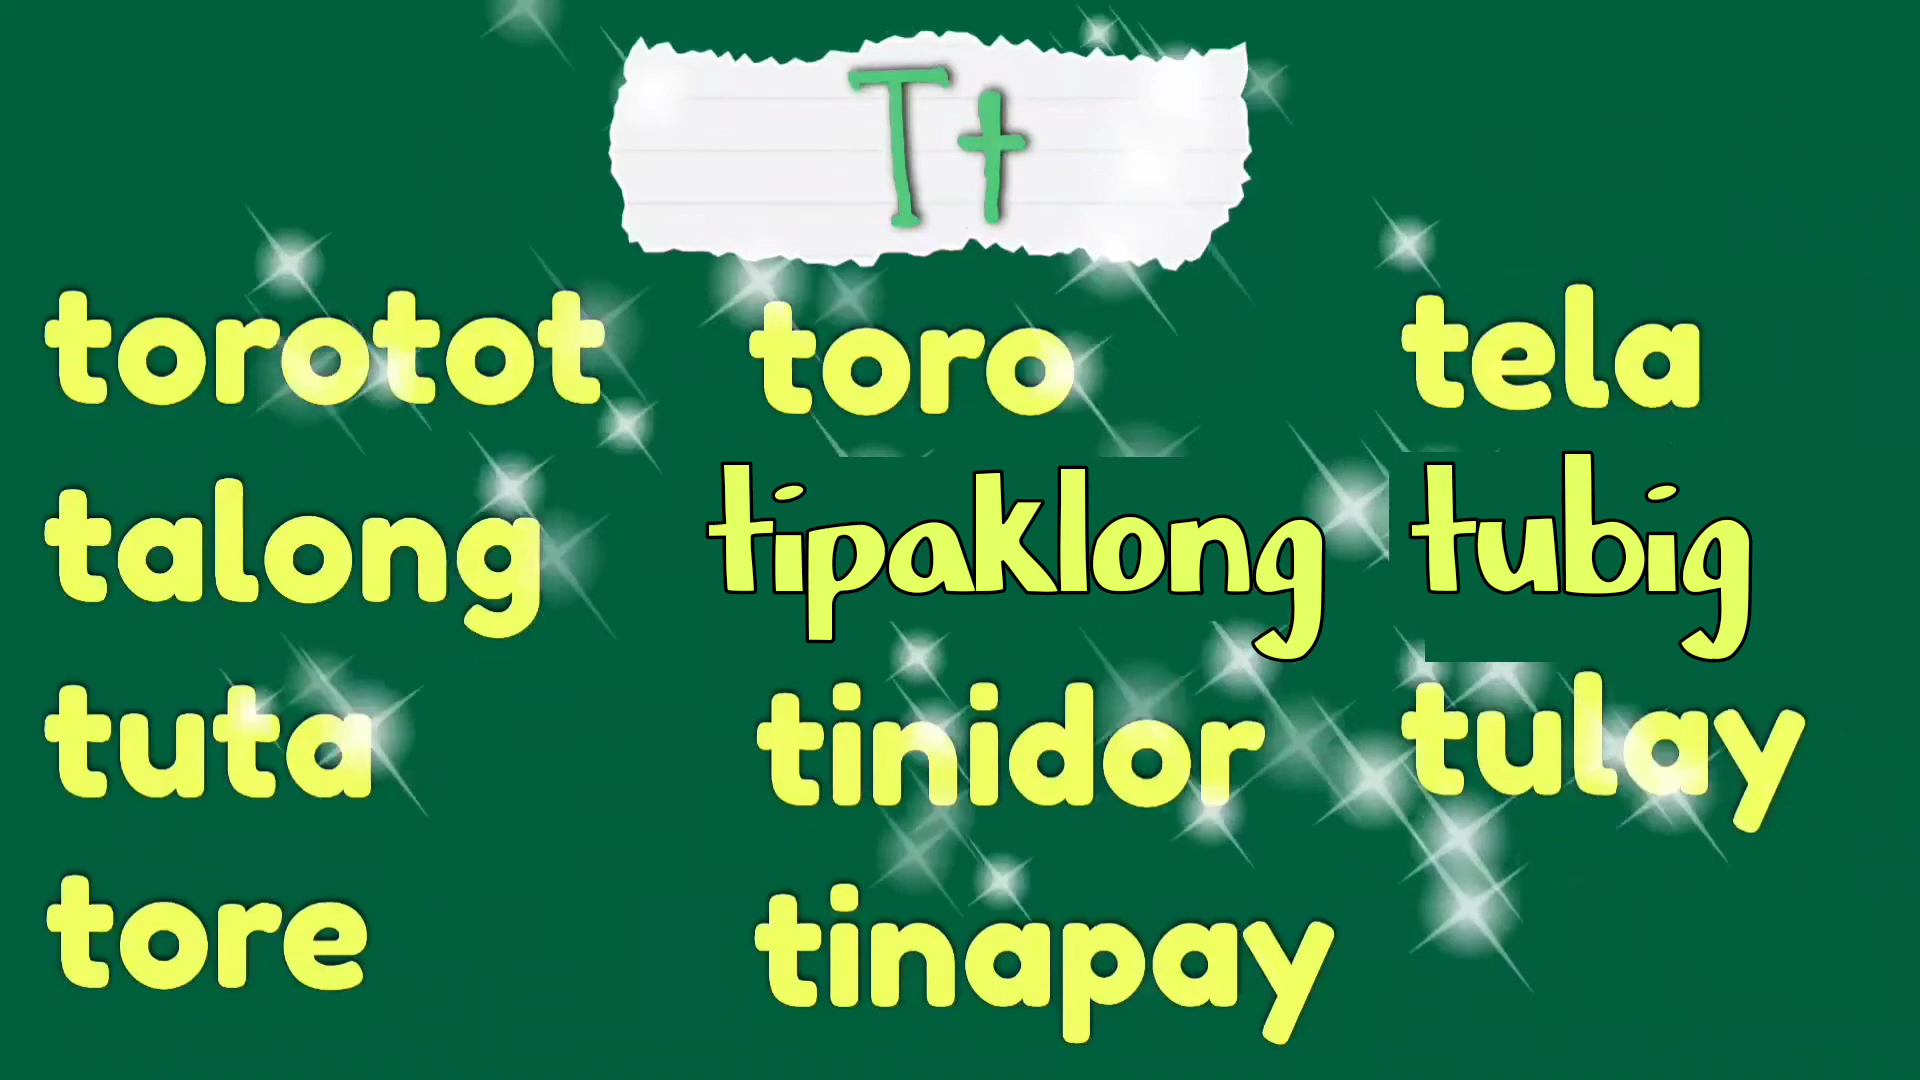 Tt
torotot toro tela
talong tipaklong tubig
tuta tinidor tulay
tore tinapay